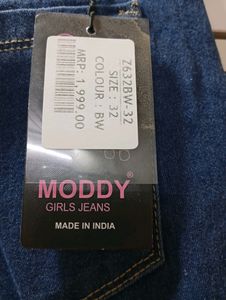 Z632BW-32
SIZE : 32
COLOUR : BW
MRP: 1,999.00
MODDY
GIRLS JEANS
MADE IN INDIA